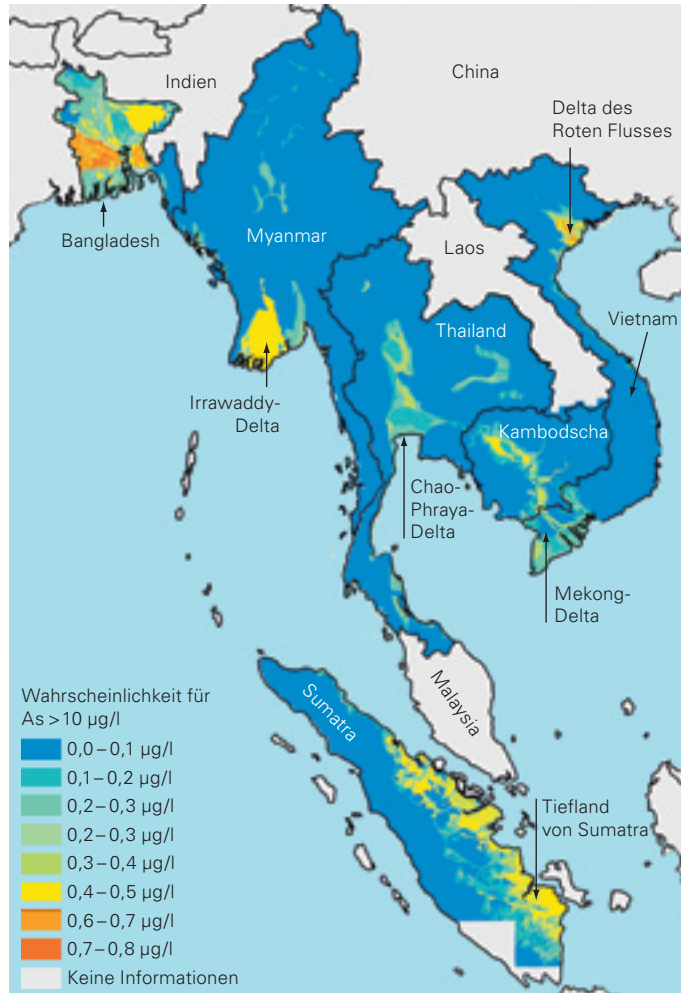 Indien
China
Delta des
Roten Flusses
Bangladesh
Myanmar
Laos
Vietnam
Thailand
Irrawaddy-
Delta
Kambodscha
Chao-
Phraya-
Delta
Mekong-
Delta
Malaysia
Sumatra
Tiefland
von Sumatra
Wahrscheinlichkeit für
As > 10 µg/l
0,0 – 0,1 µg/l
0,1 – 0,2 µg/l
0,2 – 0,3 µg/l
0,2 – 0,3 µg/l
0,3 – 0,4 µg/l
0,4 – 0,5 µg/l
0,6 – 0,7 µg/l
0,7 – 0,8 µg/l
Keine Informationen